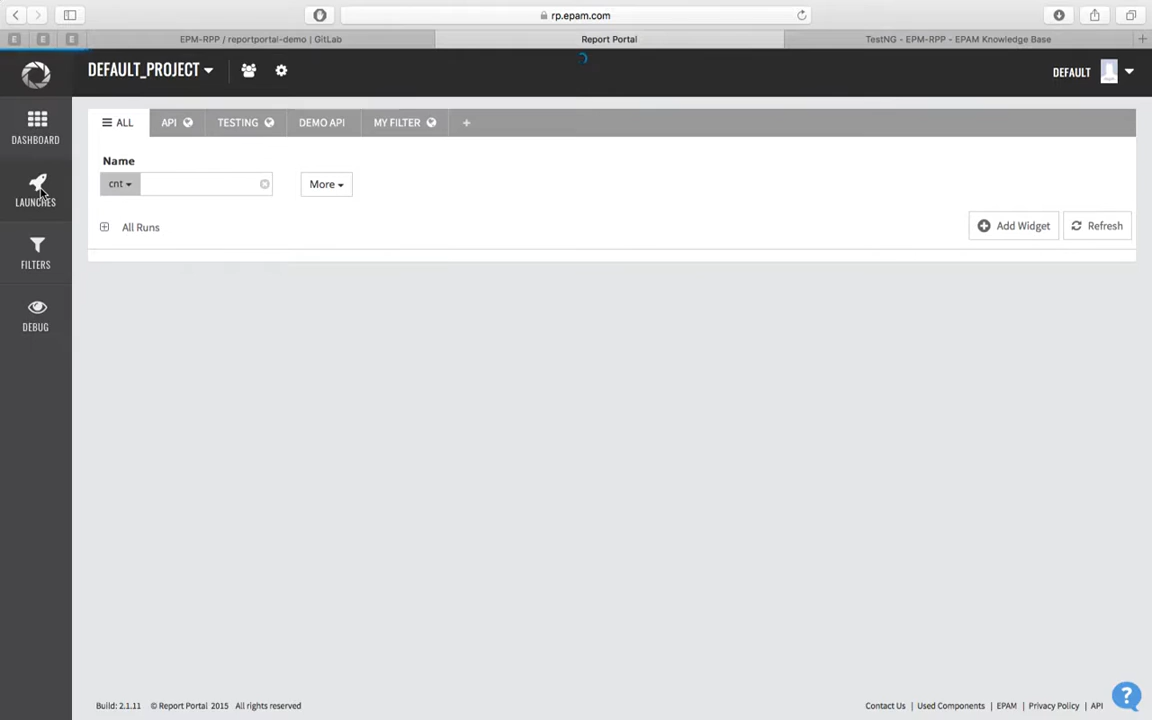 rp.epam.com
E E E EPM-RPP / reportportal-demo | GitLab Report Portal TestNG - EPM-RPP - EPAM Knowledge Base
DEFAULT_PROJECT DEFAULT
ALL API TESTING DEMO API MY FILTER +
DASHBOARD
Name
cnt More
LAUNCHES
All Runs Add Widget Refresh
FILTERS
DEBUG
Build: 2.1.11 © Report Portal 2015 All rights reserved Contact Us | Used Components | EPAM | Privacy Policy | API
?